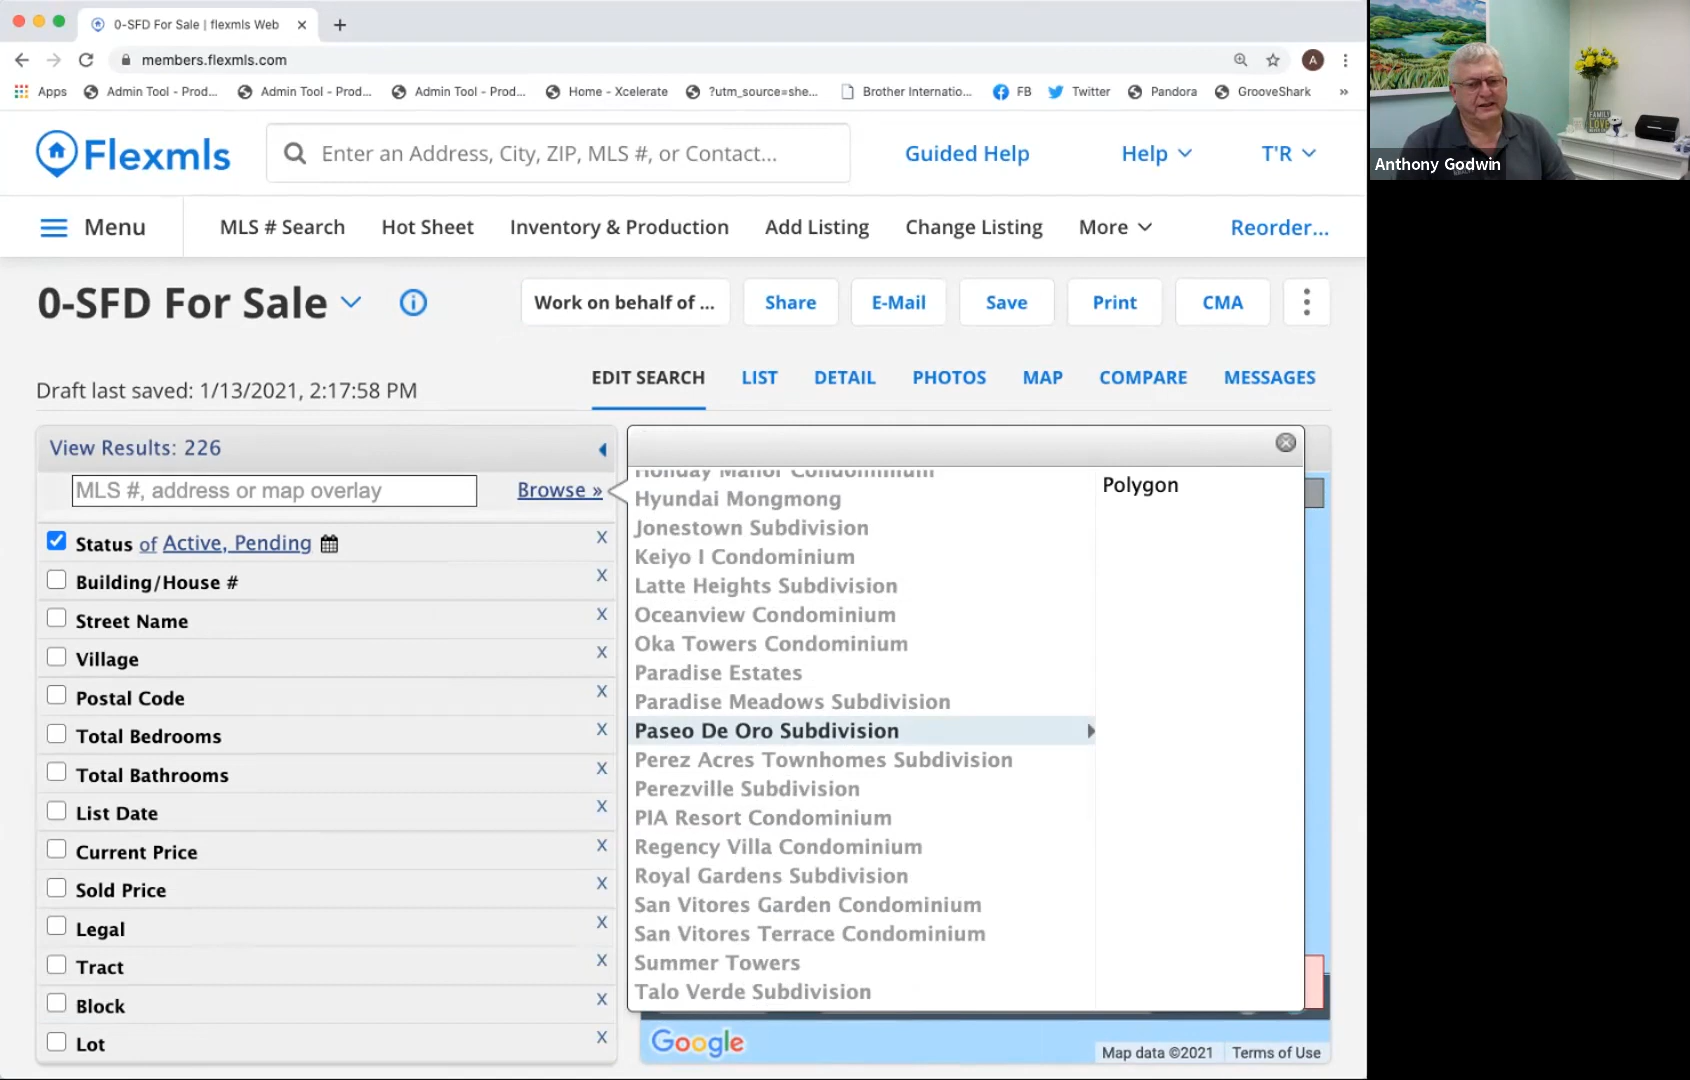 0-SFD For Sale | flexmls Web
members.flexmls.com
A
Apps
Admin Tool - Prod...
Admin Tool - Prod...
Admin Tool - Prod...
Home - Xcelerate
?utm_source=she...
Brother Internatio...
FB
Twitter
Pandora
GrooveShark
»
Flexmls
Enter an Address, City, ZIP, MLS #, or Contact...
Guided Help
Help
T'R
Menu
MLS # Search
Hot Sheet
Inventory & Production
Add Listing
Change Listing
More
Reorder...
0-SFD For Sale
Work on behalf of ...
Share
E-Mail
Save
Print
CMA
Draft last saved: 1/13/2021, 2:17:58 PM
EDIT SEARCH
LIST
DETAIL
PHOTOS
MAP
COMPARE
MESSAGES
View Results: 226
MLS #, address or map overlay
Browse »
Status of Active, Pending
X
Building/House #
X
Street Name
X
Village
X
Postal Code
X
Total Bedrooms
X
Total Bathrooms
X
List Date
X
Current Price
X
Sold Price
X
Legal
X
Tract
X
Block
X
Lot
X
Holiday Manor Condominium
Hyundai Mongmong
Jonestown Subdivision
Keiyo I Condominium
Latte Heights Subdivision
Oceanview Condominium
Oka Towers Condominium
Paradise Estates
Paradise Meadows Subdivision
Paseo De Oro Subdivision
Perez Acres Townhomes Subdivision
Perezville Subdivision
PIA Resort Condominium
Regency Villa Condominium
Royal Gardens Subdivision
San Vitores Garden Condominium
San Vitores Terrace Condominium
Summer Towers
Talo Verde Subdivision
Polygon
Google
Map data ©2021
Terms of Use
FAMILY
LOVE
Anthony Godwin